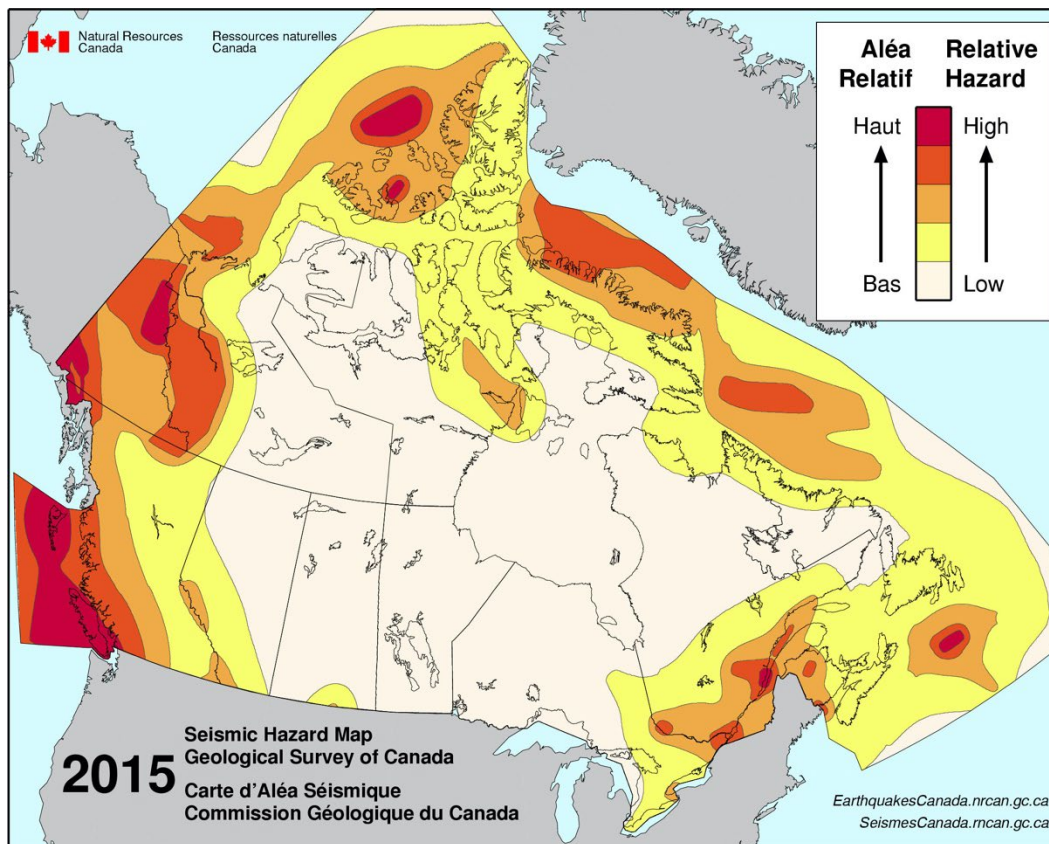 Natural Resources Canada
Ressources naturelles Canada
Aléa Relatif
Relative Hazard
Haut
High
Bas
Low
2015
Seismic Hazard Map
Geological Survey of Canada
Carte d'Aléa Séismique
Commission Géologique du Canada
EarthquakesCanada.nrcan.gc.ca
SeismesCanada.rncan.gc.ca